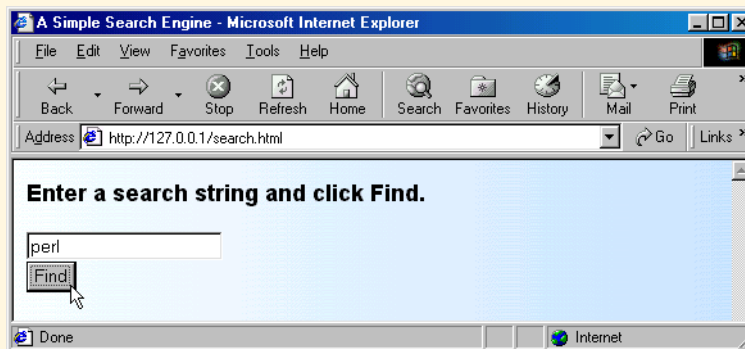 A Simple Search Engine - Microsoft Internet Explorer
File Edit View Favorites Tools Help
Back Forward Stop Refresh Home Search Favorites History Mail Print »
Address http://127.0.0.1/search.html Go Links »
Enter a search string and click Find.
perl
Find
Done Internet